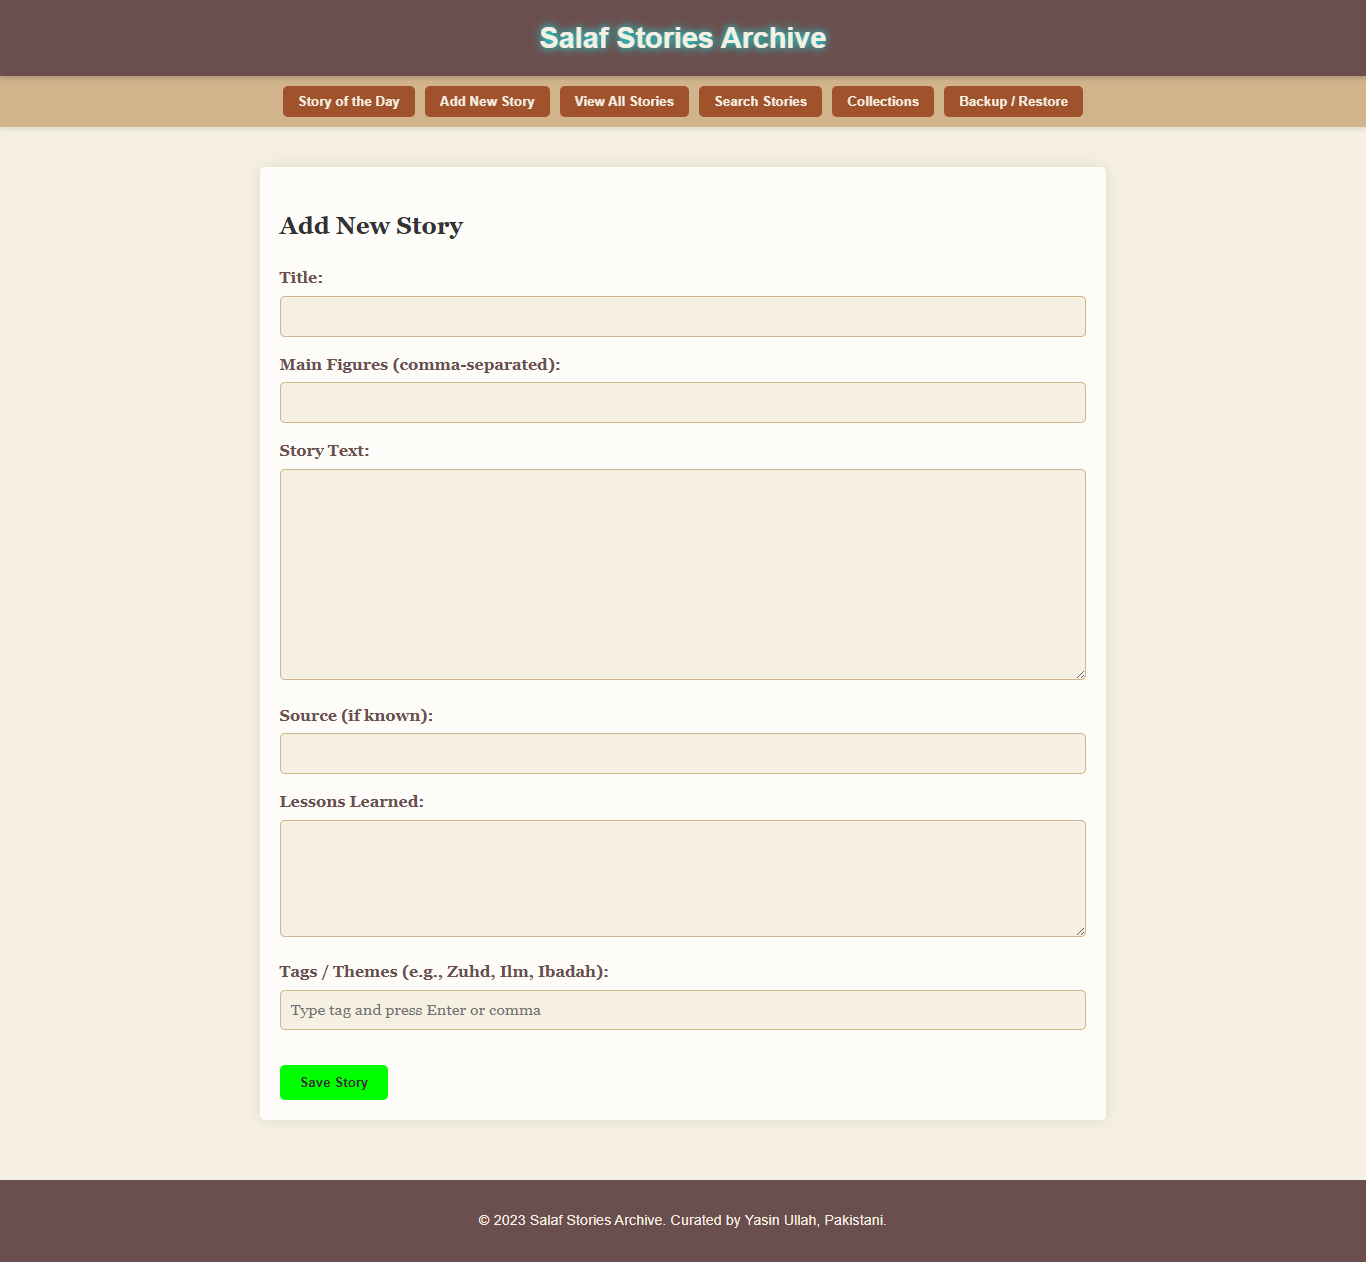 Salaf Stories Archive
Story of the Day
Add New Story
View All Stories
Search Stories
Collections
Backup / Restore
Add New Story
Title:
Main Figures (comma-separated):
Story Text:
Source (if known):
Lessons Learned:
Tags / Themes (e.g., Zuhd, Ilm, Ibadah):
Type tag and press Enter or comma
Save Story
© 2023 Salaf Stories Archive. Curated by Yasin Ullah, Pakistani.